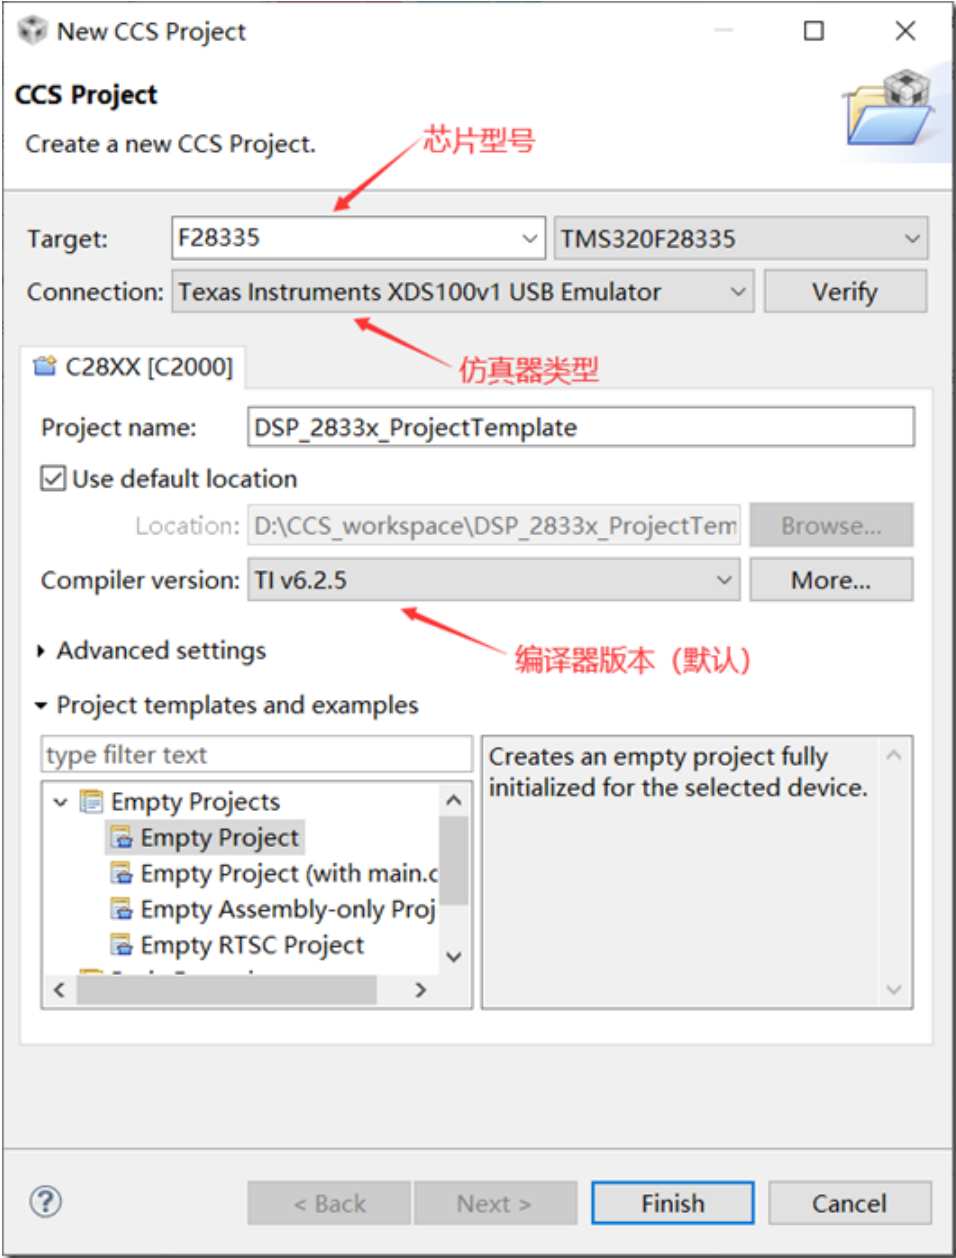 New CCS Project
CCS Project
Create a new CCS Project.
芯片型号
Target:
F28335
TMS320F28335
Connection:
Texas Instruments XDS100v1 USB Emulator
Verify
仿真器类型
C28XX [C2000]
Project name:
DSP_2833x_ProjectTemplate
Use default location
Location:
D:\CCS_workspace\DSP_2833x_ProjectTem
Browse...
Compiler version:
TI v6.2.5
More...
编译器版本（默认）
Advanced settings
Project templates and examples
type filter text
Empty Projects
Empty Project
Empty Project (with main.c
Empty Assembly-only Proj
Empty RTSC Project
Creates an empty project fully
initialized for the selected device.
< Back
Next >
Finish
Cancel